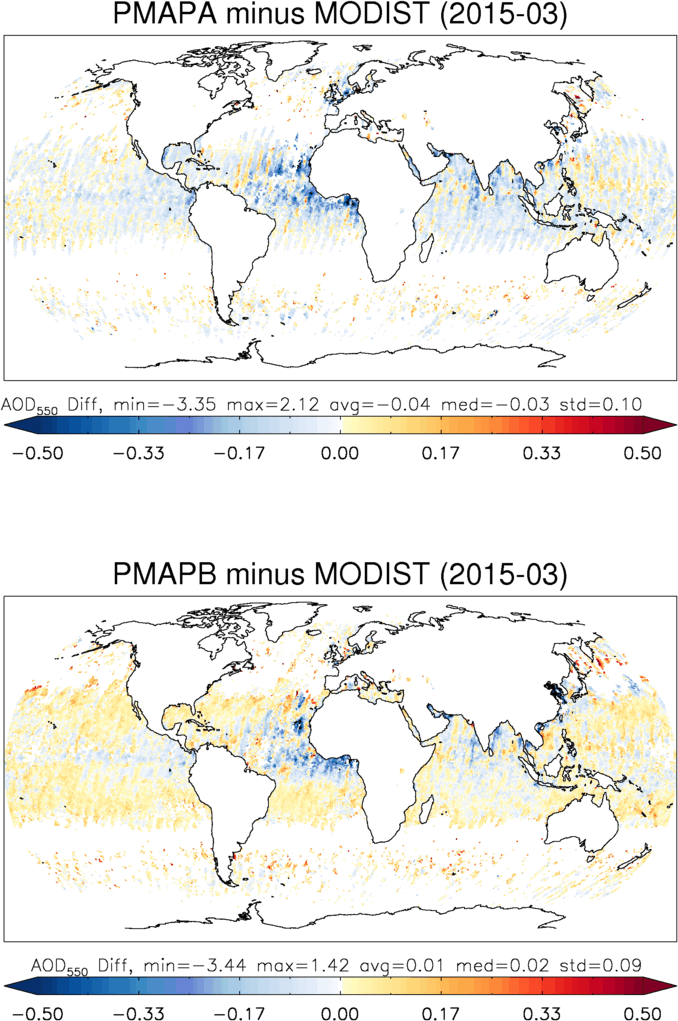 PMAPA minus MODIST (2015-03)
AOD550 Diff, min=-3.35 max=2.12 avg=-0.04 med=-0.03 std=0.10
-0.50 -0.33 -0.17 0.00 0.17 0.33 0.50
PMAPB minus MODIST (2015-03)
AOD550 Diff, min=-3.44 max=1.42 avg=0.01 med=0.02 std=0.09
-0.50 -0.33 -0.17 0.00 0.17 0.33 0.50